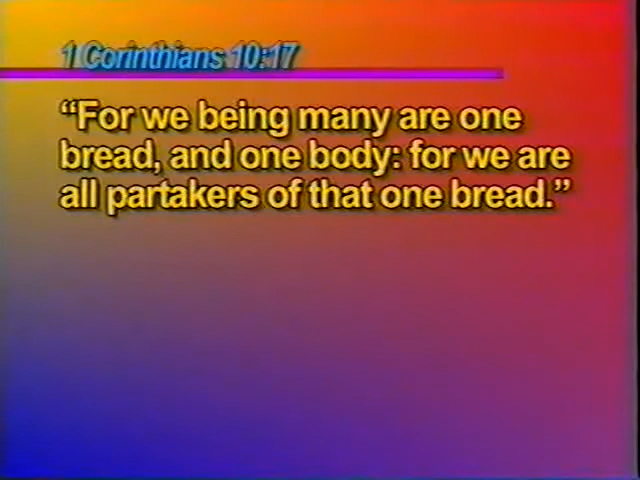 1 Corinthians 10:17
“For we being many are one
bread, and one body: for we are
all partakers of that one bread.”